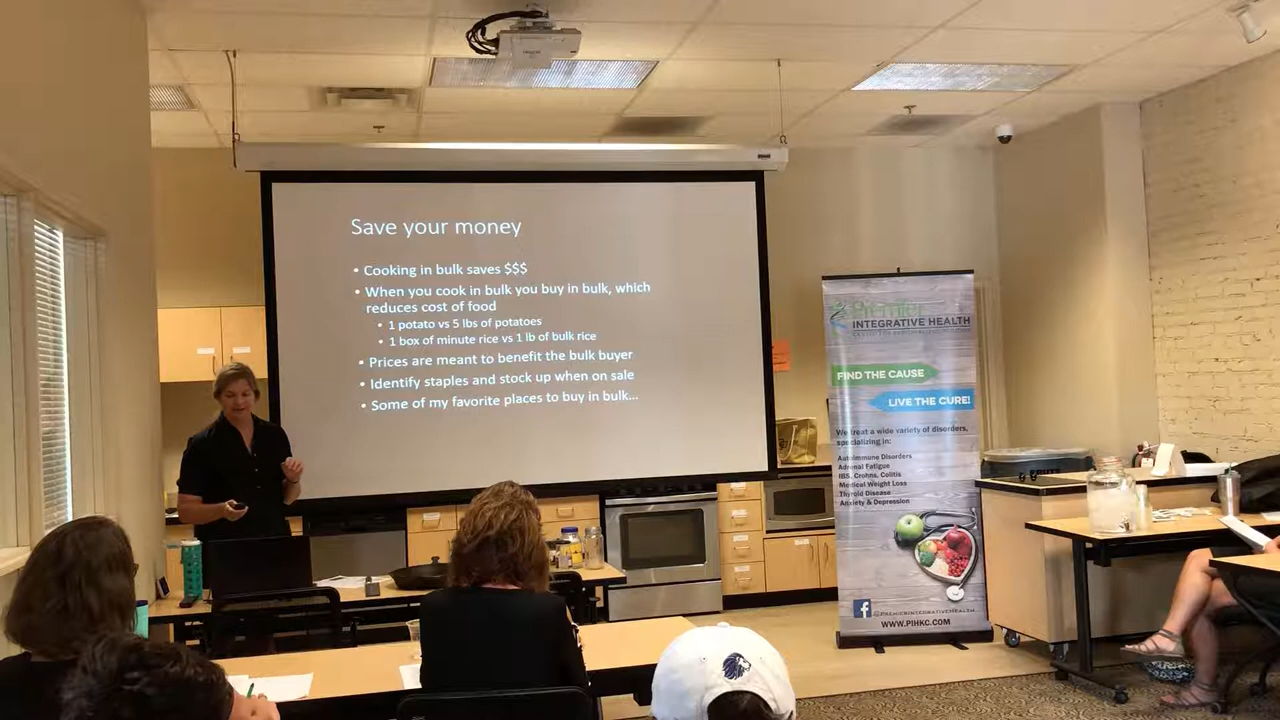 Save your money
• Cooking in bulk saves $$$
• When you cook in bulk you buy in bulk, which
reduces cost of food
• 1 potato vs 5 lbs of potatoes
• 1 box of minute rice vs 1 lb of bulk rice
• Prices are meant to benefit the bulk buyer
• Identify staples and stock up when on sale
• Some of my favorite places to buy in bulk...
Premier
INTEGRATIVE HEALTH
FIND THE CAUSE
LIVE THE CURE!
We treat a wide variety of disorders,
specializing in:
Autoimmune Disorders
Adrenal Fatigue
IBS, Crohns, Colitis
Medical Weight Loss
Thyroid Disease
Anxiety & Depression
@PREMIERINTEGRATIVEHEALTH
WWW.PIHKC.COM